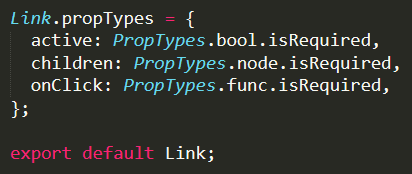 Link.propTypes = {
  active: PropTypes.bool.isRequired,
  children: PropTypes.node.isRequired,
  onClick: PropTypes.func.isRequired,
};

export default Link;